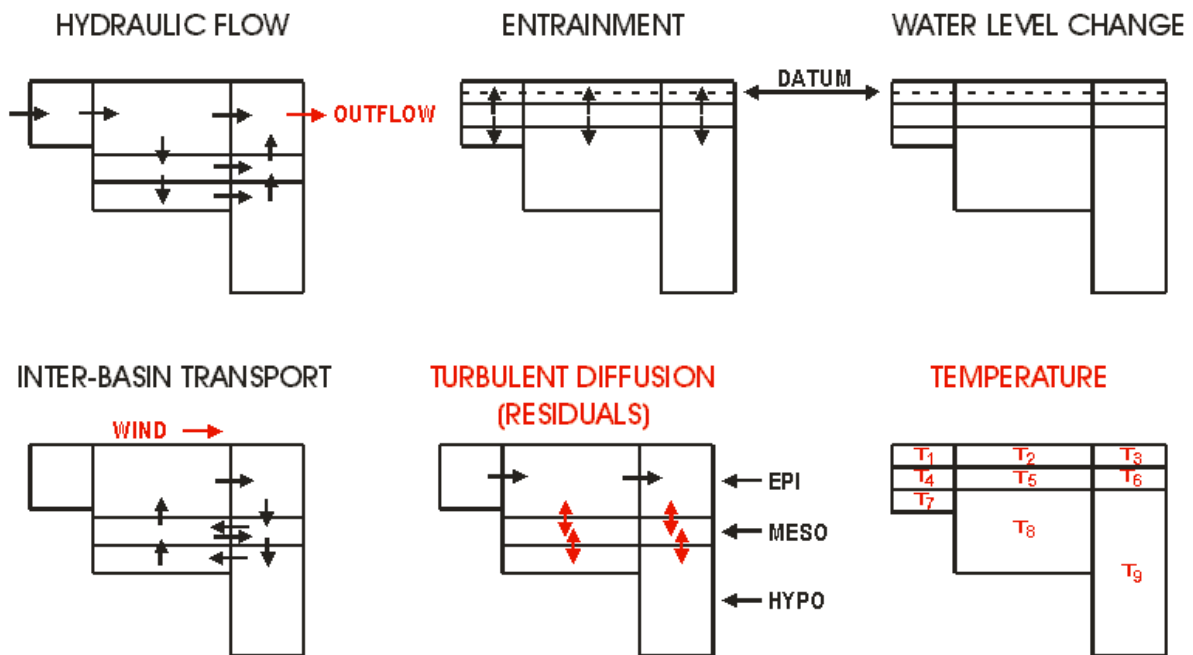 HYDRAULIC FLOW
ENTRAINMENT
WATER LEVEL CHANGE
DATUM
OUTFLOW
INTER-BASIN TRANSPORT
TURBULENT DIFFUSION
(RESIDUALS)
TEMPERATURE
WIND
EPI
MESO
HYPO
T1 T2 T3
T4 T5 T6
T7
T8
T9